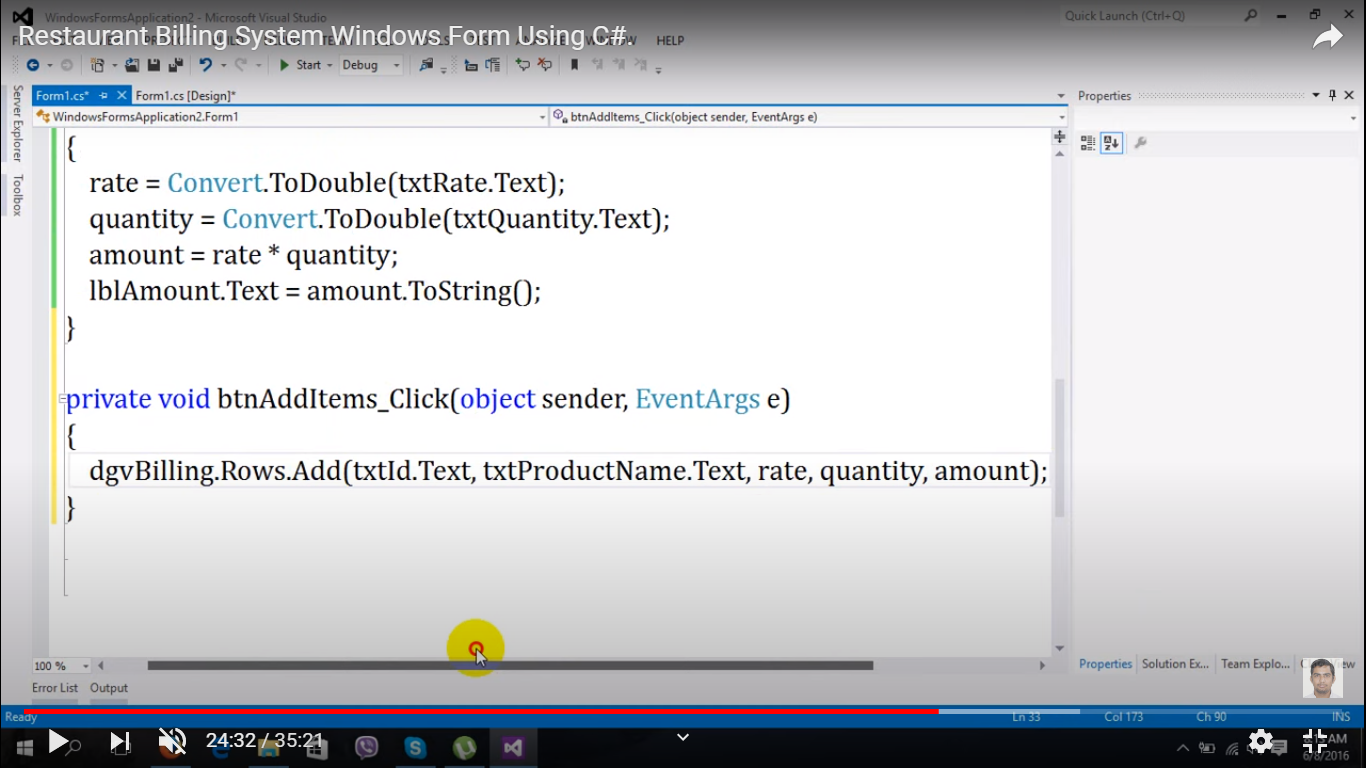 WindowsFormsApplication2 - Microsoft Visual Studio
Quick Launch (Ctrl+Q)
Restaurant Billing System Windows Form Using C#
HELP
Start
Debug
Server Explorer
Toolbox
Form1.cs*
Form1.cs [Design]*
Properties
WindowsFormsApplication2.Form1
btnAddItems_Click(object sender, EventArgs e)
{
rate = Convert.ToDouble(txtRate.Text);
quantity = Convert.ToDouble(txtQuantity.Text);
amount = rate * quantity;
lblAmount.Text = amount.ToString();
}
private void btnAddItems_Click(object sender, EventArgs e)
{
dgvBilling.Rows.Add(txtId.Text, txtProductName.Text, rate, quantity, amount);
}
100 %
Properties
Solution Ex...
Team Explo...
Error List
Output
Ready
Ln 33
Col 173
Ch 90
INS
24:32 / 35:21
6/8/2016